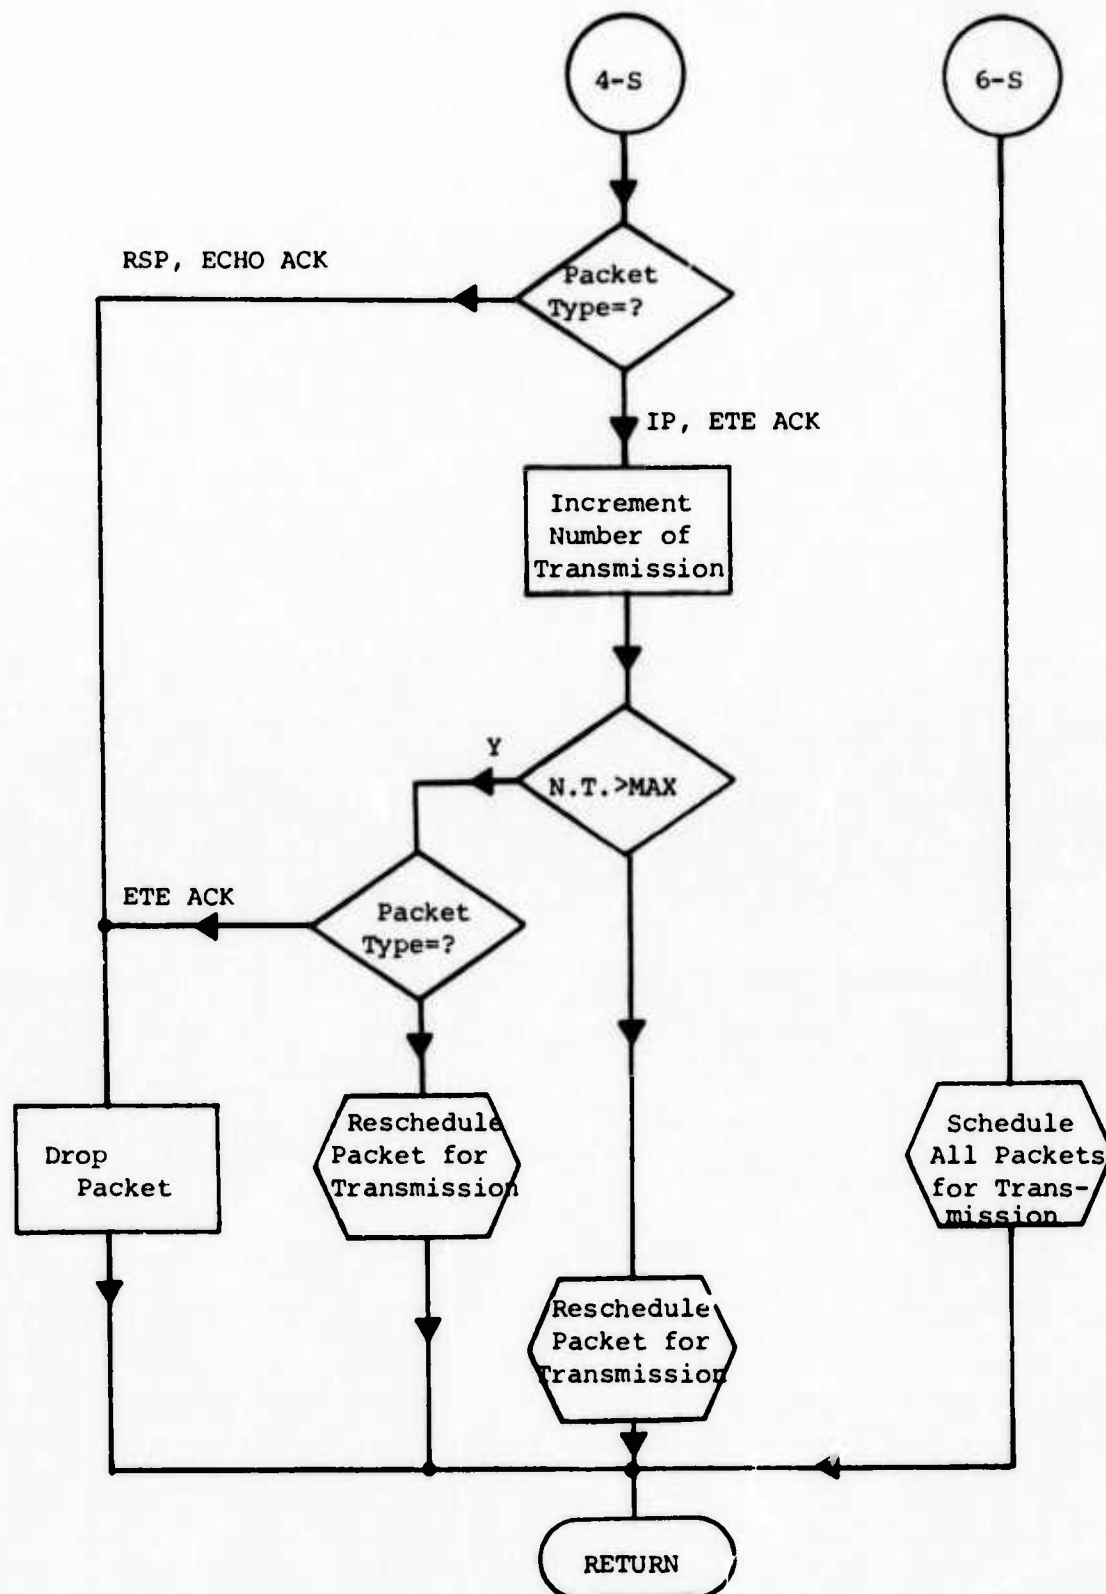 4-S
6-S
RSP, ECHO ACK
Packet
Type=?
IP, ETE ACK
Increment
Number of
Transmission
Y
N.T.>MAX
ETE ACK
Packet
Type=?
Drop
Packet
Reschedule
Packet for
Transmission
Reschedule
Packet for
Transmission
Schedule
All Packets
for Trans-
mission
RETURN